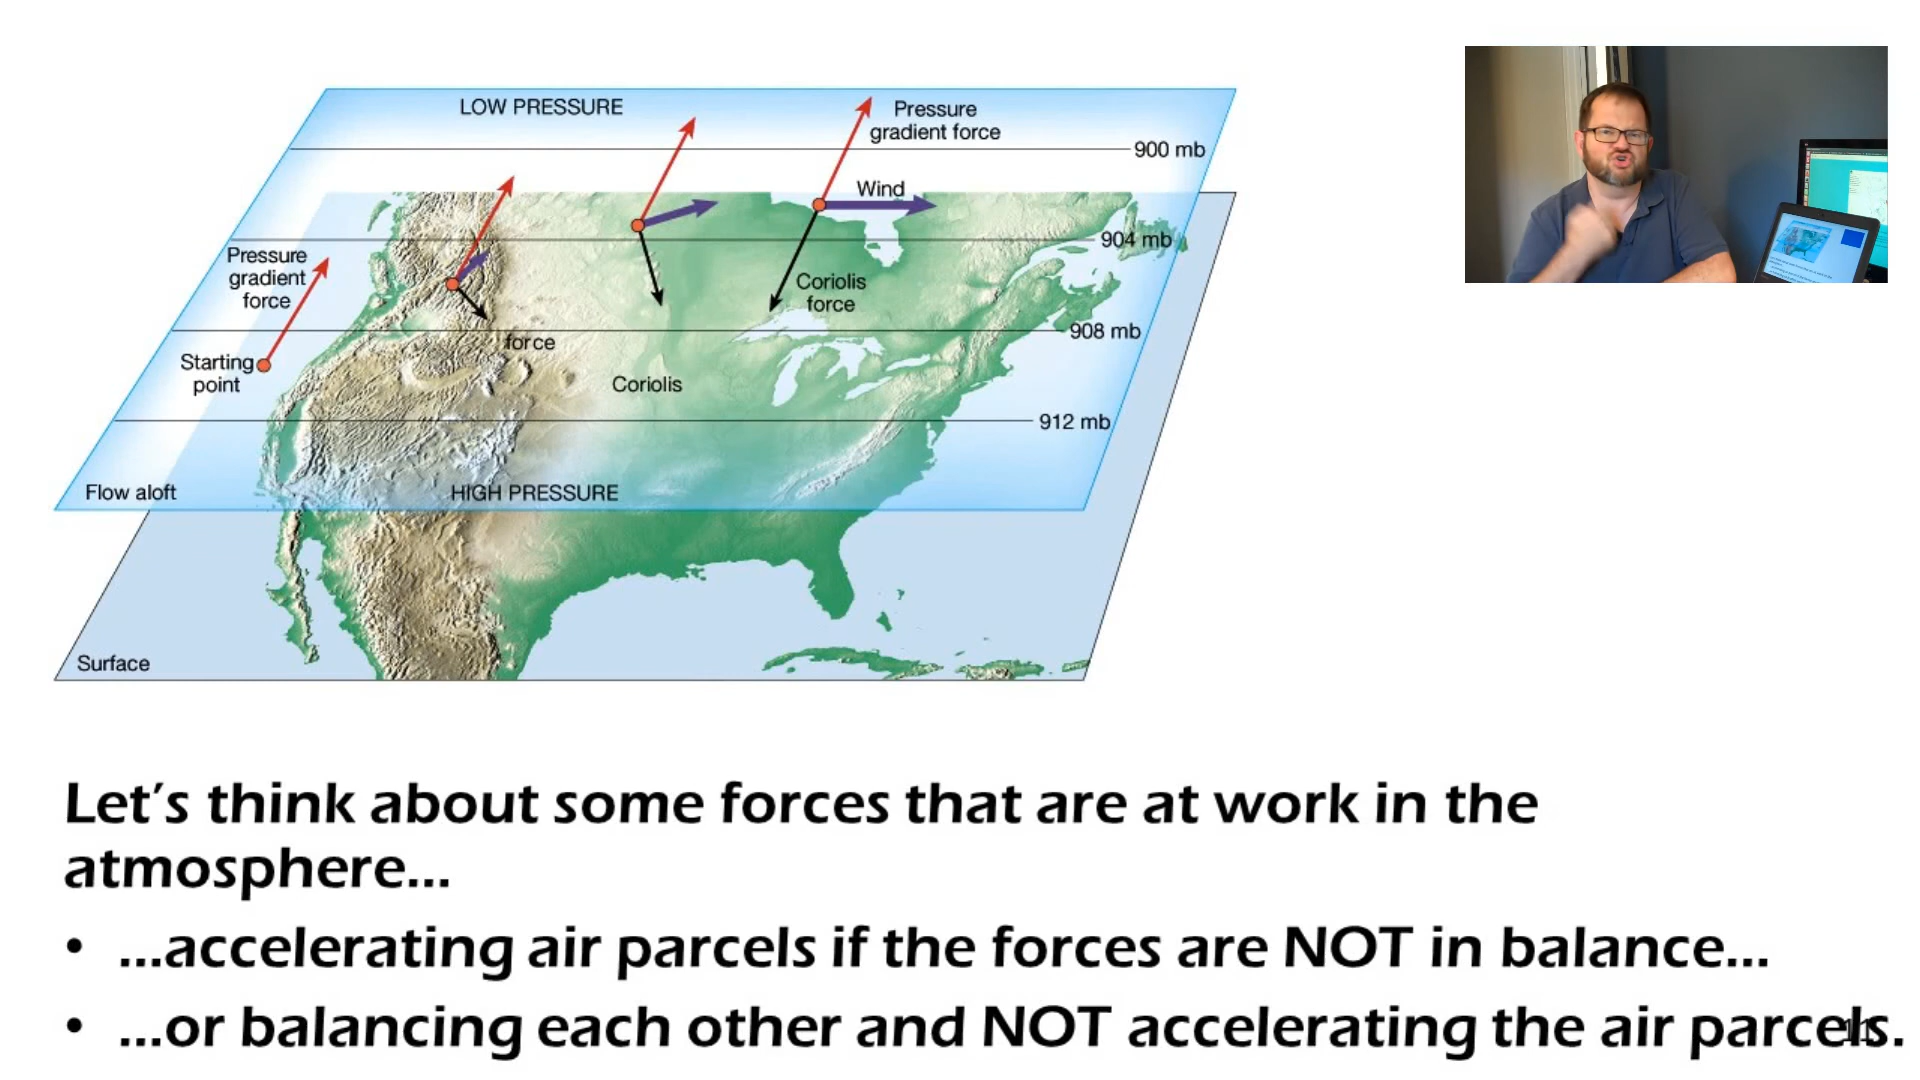 LOW PRESSURE
Pressure
gradient force
900 mb
Wind
904 mb
Pressure
gradient
force
Coriolis
force
908 mb
force
Starting
point
Coriolis
912 mb
Flow aloft
HIGH PRESSURE
Surface
Let's think about some forces that are at work in the
atmosphere...
• ...accelerating air parcels if the forces are NOT in balance...
• ...or balancing each other and NOT accelerating the air parcels.
11